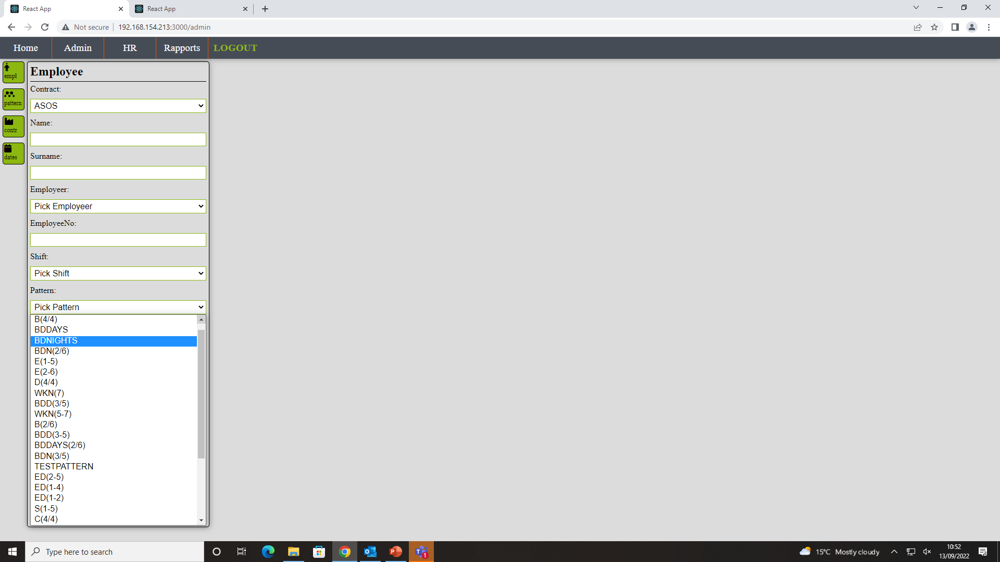 React App
React App
Not secure
192.168.154.213:3000/admin
Home
Admin
HR
Rapports
LOGOUT
empl
pattern
contr
dates
Employee
Contract:
ASOS
Name:
Surname:
Employeer:
Pick Employeer
EmployeeNo:
Shift:
Pick Shift
Pattern:
Pick Pattern
B(4/4)
BDDAYS
BDNIGHTS
BDN(2/6)
E(1-5)
E(2-6)
D(4/4)
WKN(7)
BDD(3/5)
WKN(5-7)
B(2/6)
BDD(3-5)
BDDAYS(2/6)
BDN(3/5)
TESTPATTERN
ED(2-5)
ED(1-4)
ED(1-2)
S(1-5)
C(4/4)
Type here to search
1
15°C Mostly cloudy
10:52
13/09/2022